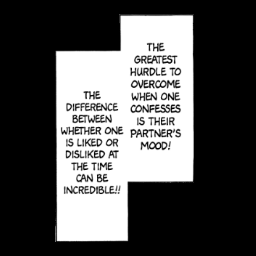 THE
GREATEST
HURDLE TO
OVERCOME
WHEN ONE
CONFESSES
IS THEIR
PARTNER'S
MOOD!
THE
DIFFERENCE
BETWEEN
WHETHER ONE
IS LIKED OR
DISLIKED AT
THE TIME
CAN BE
INCREDIBLE!!